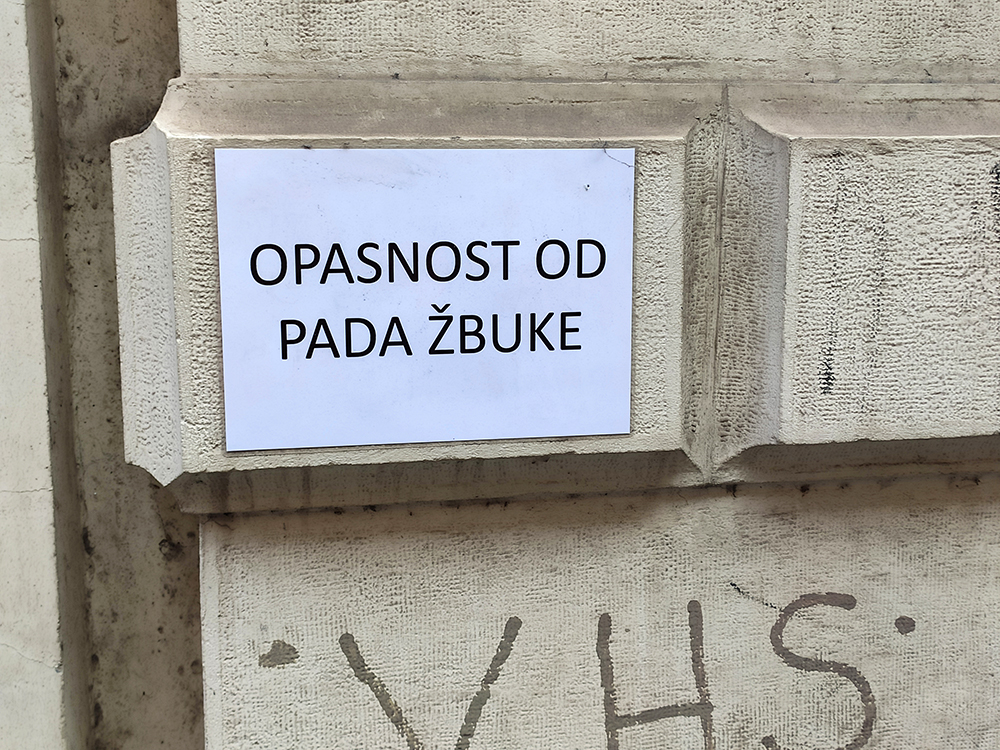 OPASNOST OD
PADA ŽBUKE
VHS